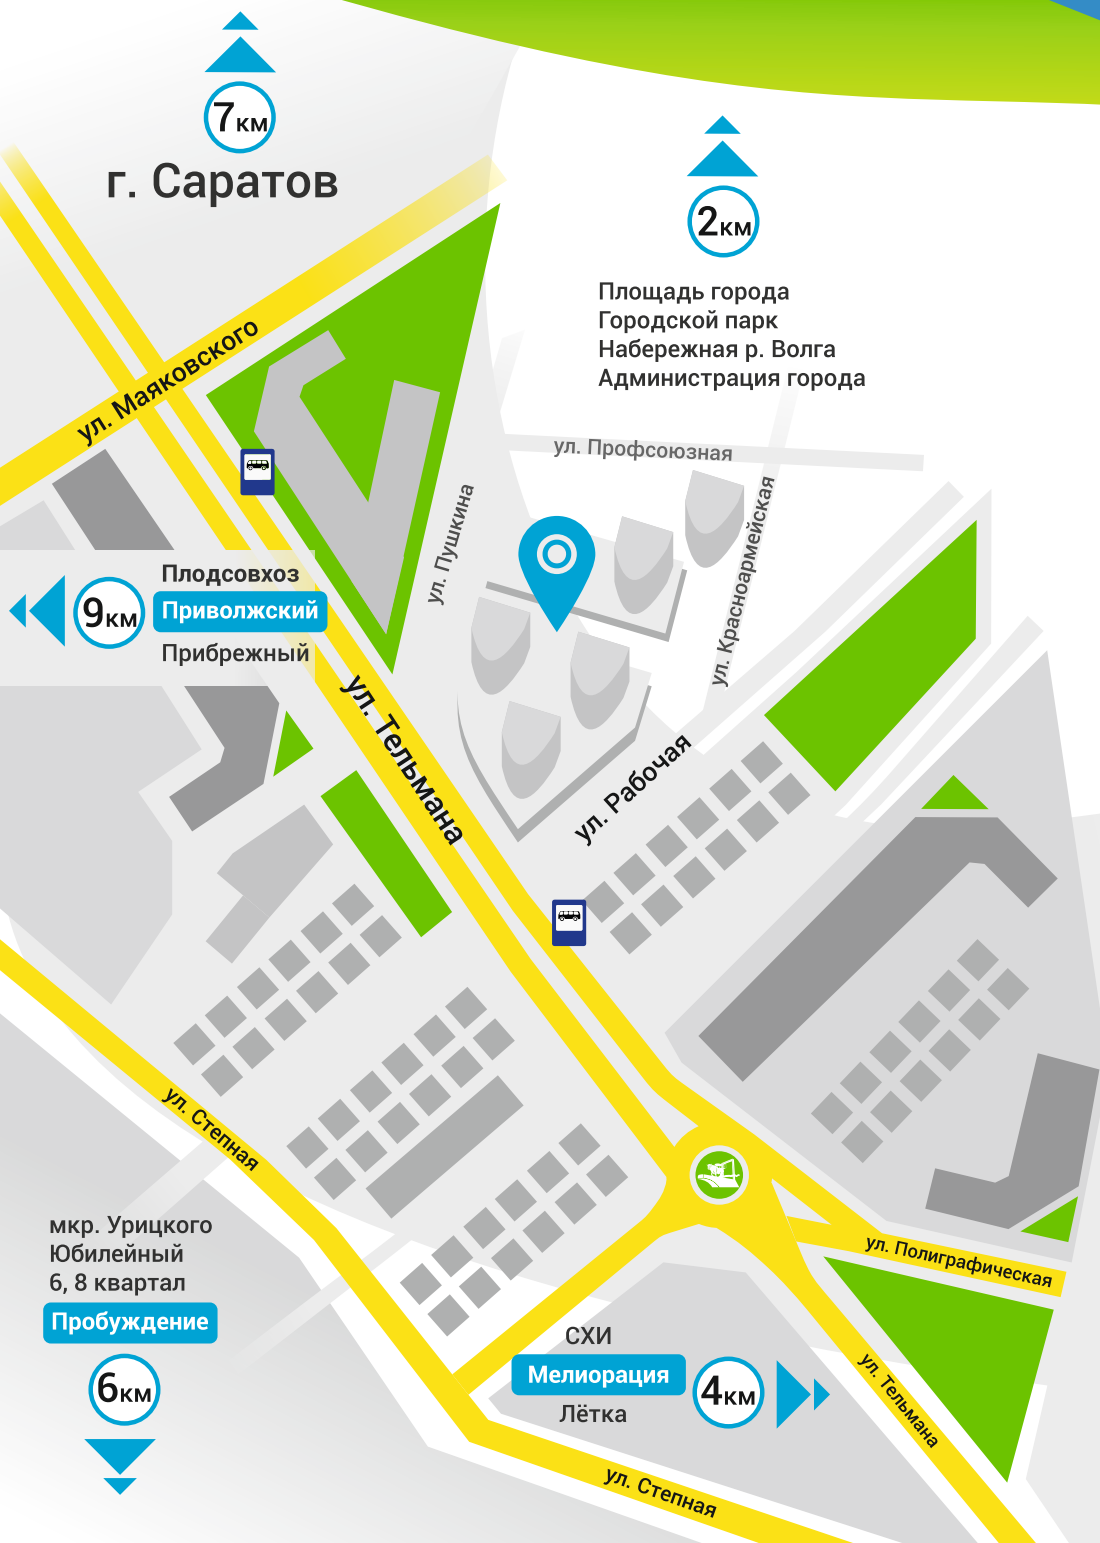 7км
г. Саратов
2км
Площадь города
Городской парк
Набережная р. Волга
Администрация города
ул. Маяковского
ул. Профсоюзная
ул. Пушкина
ул. Красноармейская
9км
Плодсовхоз
Приволжский
Прибрежный
ул. Тельмана
ул. Рабочая
ул. Степная
мкр. Урицкого
Юбилейный
6, 8 квартал
Пробуждение
6км
ул. Полиграфическая
СХИ
Мелиорация
Лётка
4км
ул. Тельмана
ул. Степная